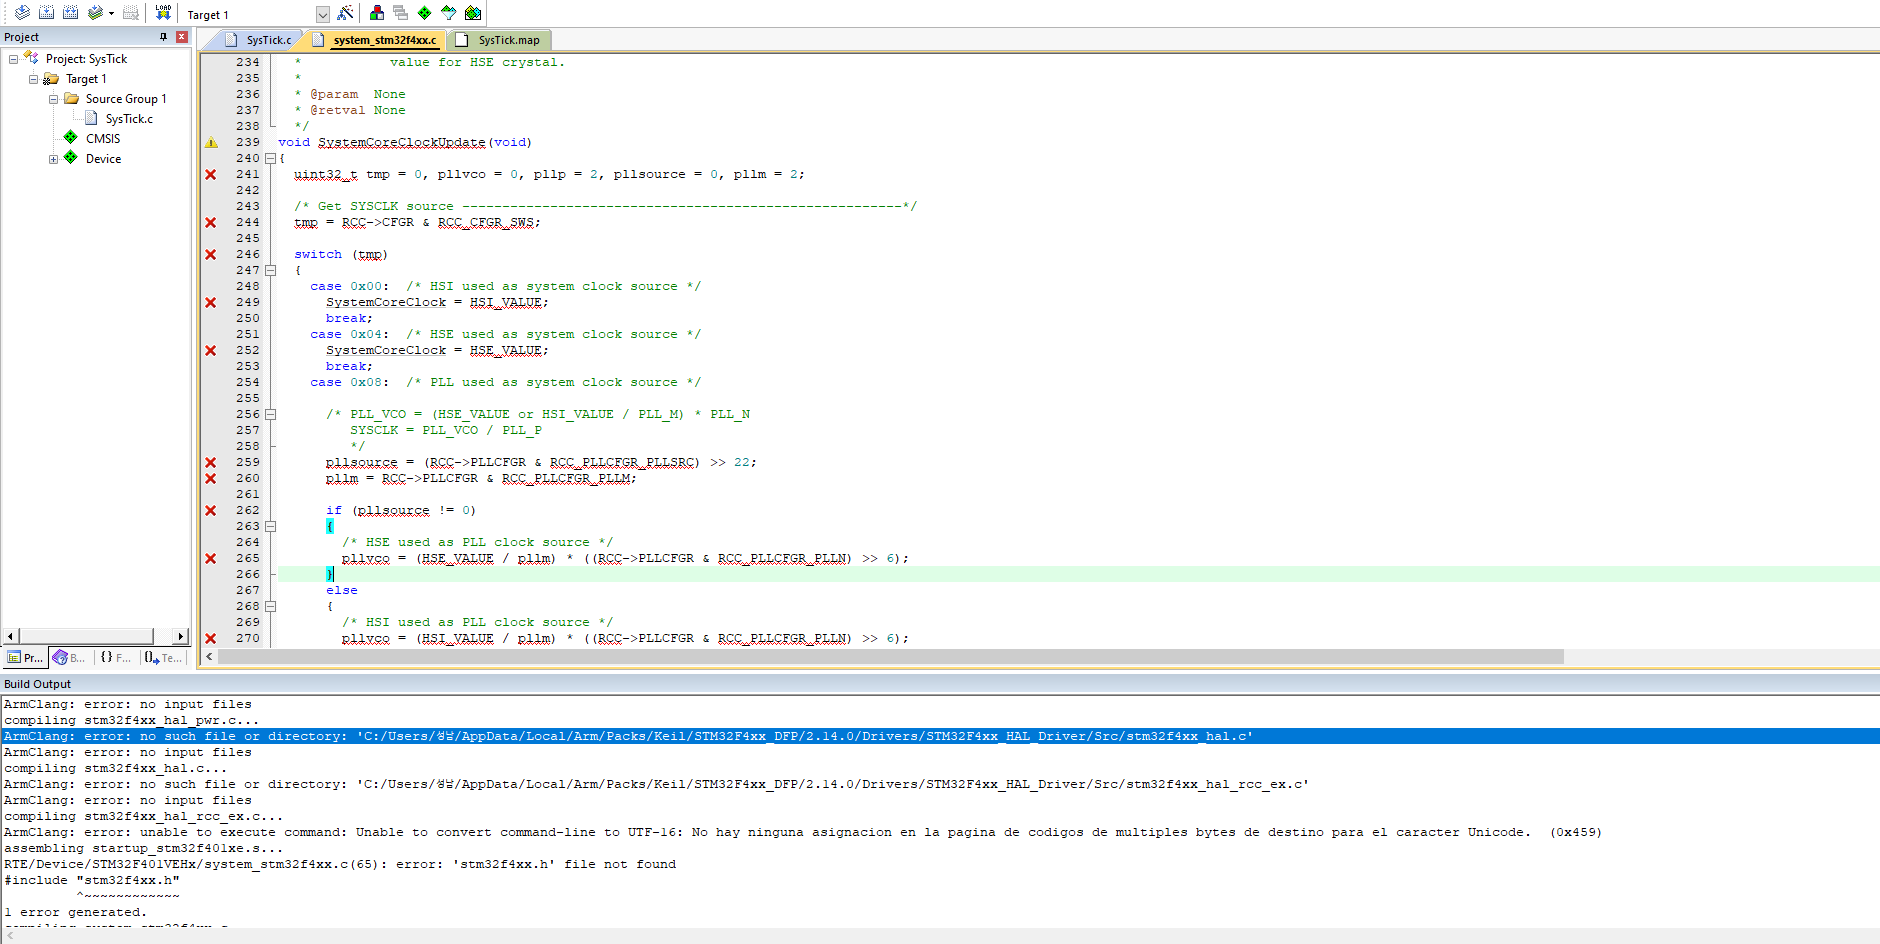 LOAD
Target 1
Project
Project: SysTick
Target 1
Source Group 1
SysTick.c
CMSIS
Device
Pr...
B...
{} F...
Te...
SysTick.c
system_stm32f4xx.c
SysTick.map
234 * value for HSE crystal.
235 *
236 * @param None
237 * @retval None
238 */
239 void SystemCoreClockUpdate(void)
240 {
241 uint32_t tmp = 0, pllvco = 0, pllp = 2, pllsource = 0, pllm = 2;
242
243 /* Get SYSCLK source -------------------------------------------------------*/
244 tmp = RCC->CFGR & RCC_CFGR_SWS;
245
246 switch (tmp)
247 {
248 case 0x00: /* HSI used as system clock source */
249 SystemCoreClock = HSI_VALUE;
250 break;
251 case 0x04: /* HSE used as system clock source */
252 SystemCoreClock = HSE_VALUE;
253 break;
254 case 0x08: /* PLL used as system clock source */
255
256 /* PLL_VCO = (HSE_VALUE or HSI_VALUE / PLL_M) * PLL_N
257 SYSCLK = PLL_VCO / PLL_P
258 */
259 pllsource = (RCC->PLLCFGR & RCC_PLLCFGR_PLLSRC) >> 22;
260 pllm = RCC->PLLCFGR & RCC_PLLCFGR_PLLM;
261
262 if (pllsource != 0)
263 {
264 /* HSE used as PLL clock source */
265 pllvco = (HSE_VALUE / pllm) * ((RCC->PLLCFGR & RCC_PLLCFGR_PLLN) >> 6);
266 }
267 else
268 {
269 /* HSI used as PLL clock source */
270 pllvco = (HSI_VALUE / pllm) * ((RCC->PLLCFGR & RCC_PLLCFGR_PLLN) >> 6);
Build Output
ArmClang: error: no input files
compiling stm32f4xx_hal_pwr.c...
ArmClang: error: no such file or directory: 'C:/Users/성남/AppData/Local/Arm/Packs/Keil/STM32F4xx_DFP/2.14.0/Drivers/STM32F4xx_HAL_Driver/Src/stm32f4xx_hal.c'
ArmClang: error: no input files
compiling stm32f4xx_hal.c...
ArmClang: error: no such file or directory: 'C:/Users/성남/AppData/Local/Arm/Packs/Keil/STM32F4xx_DFP/2.14.0/Drivers/STM32F4xx_HAL_Driver/Src/stm32f4xx_hal_rcc_ex.c'
ArmClang: error: no input files
compiling stm32f4xx_hal_rcc_ex.c...
ArmClang: error: unable to execute command: Unable to convert command-line to UTF-16: No hay ninguna asignacion en la pagina de codigos de multiples bytes de destino para el caracter Unicode. (0x459)
assembling startup_stm32f401xe.s...
RTE/Device/STM32F401VEHx/system_stm32f4xx.c(65): error: 'stm32f4xx.h' file not found
#include "stm32f4xx.h"
^~~~~~~~~~~~~
1 error generated.
compiling system_stm32f4xx.c